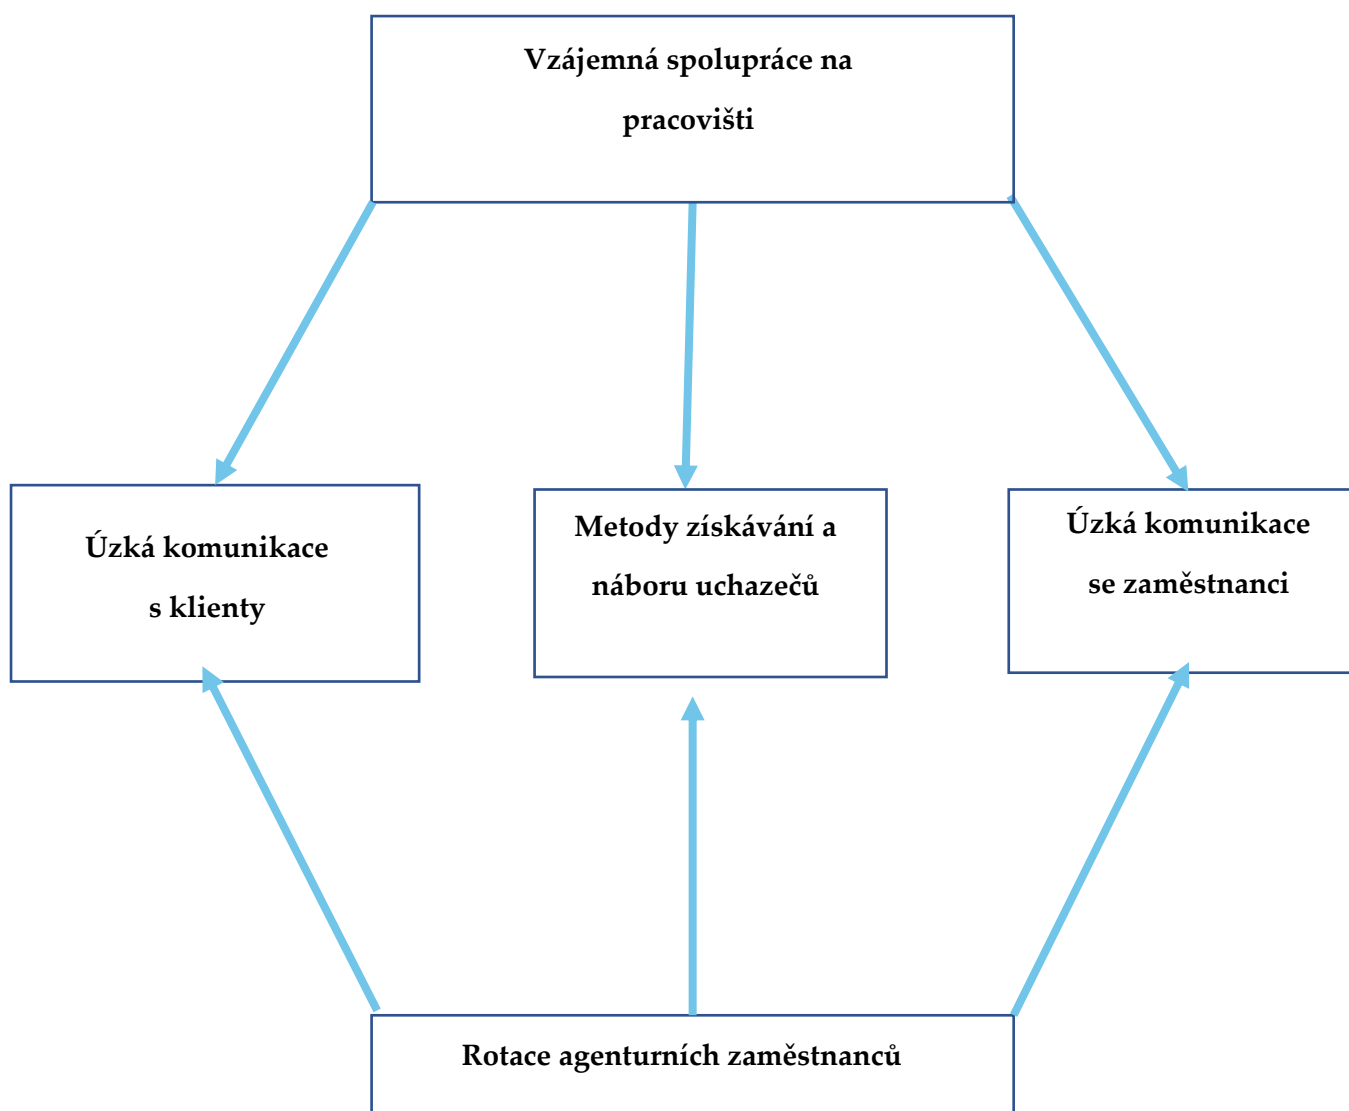 Vzájemná spolupráce na
pracovišti
Úzká komunikace
s klienty
Metody získávání a
náboru uchazečů
Úzká komunikace
se zaměstnanci
Rotace agenturních zaměstnanců